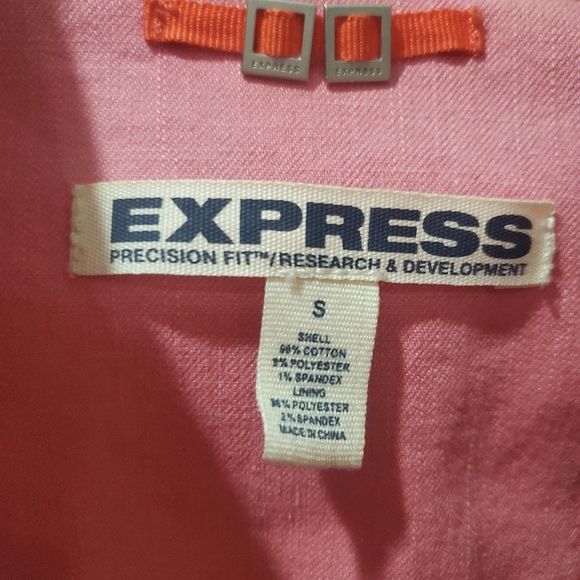 EXPRESS EXPRESS
EXPRESS
PRECISION FIT™/RESEARCH & DEVELOPMENT
S
SHELL
COTTON
POLYESTER
1% SPANDEX
LINING
POLYESTER
2% SPANDEX
MADE IN CHINA